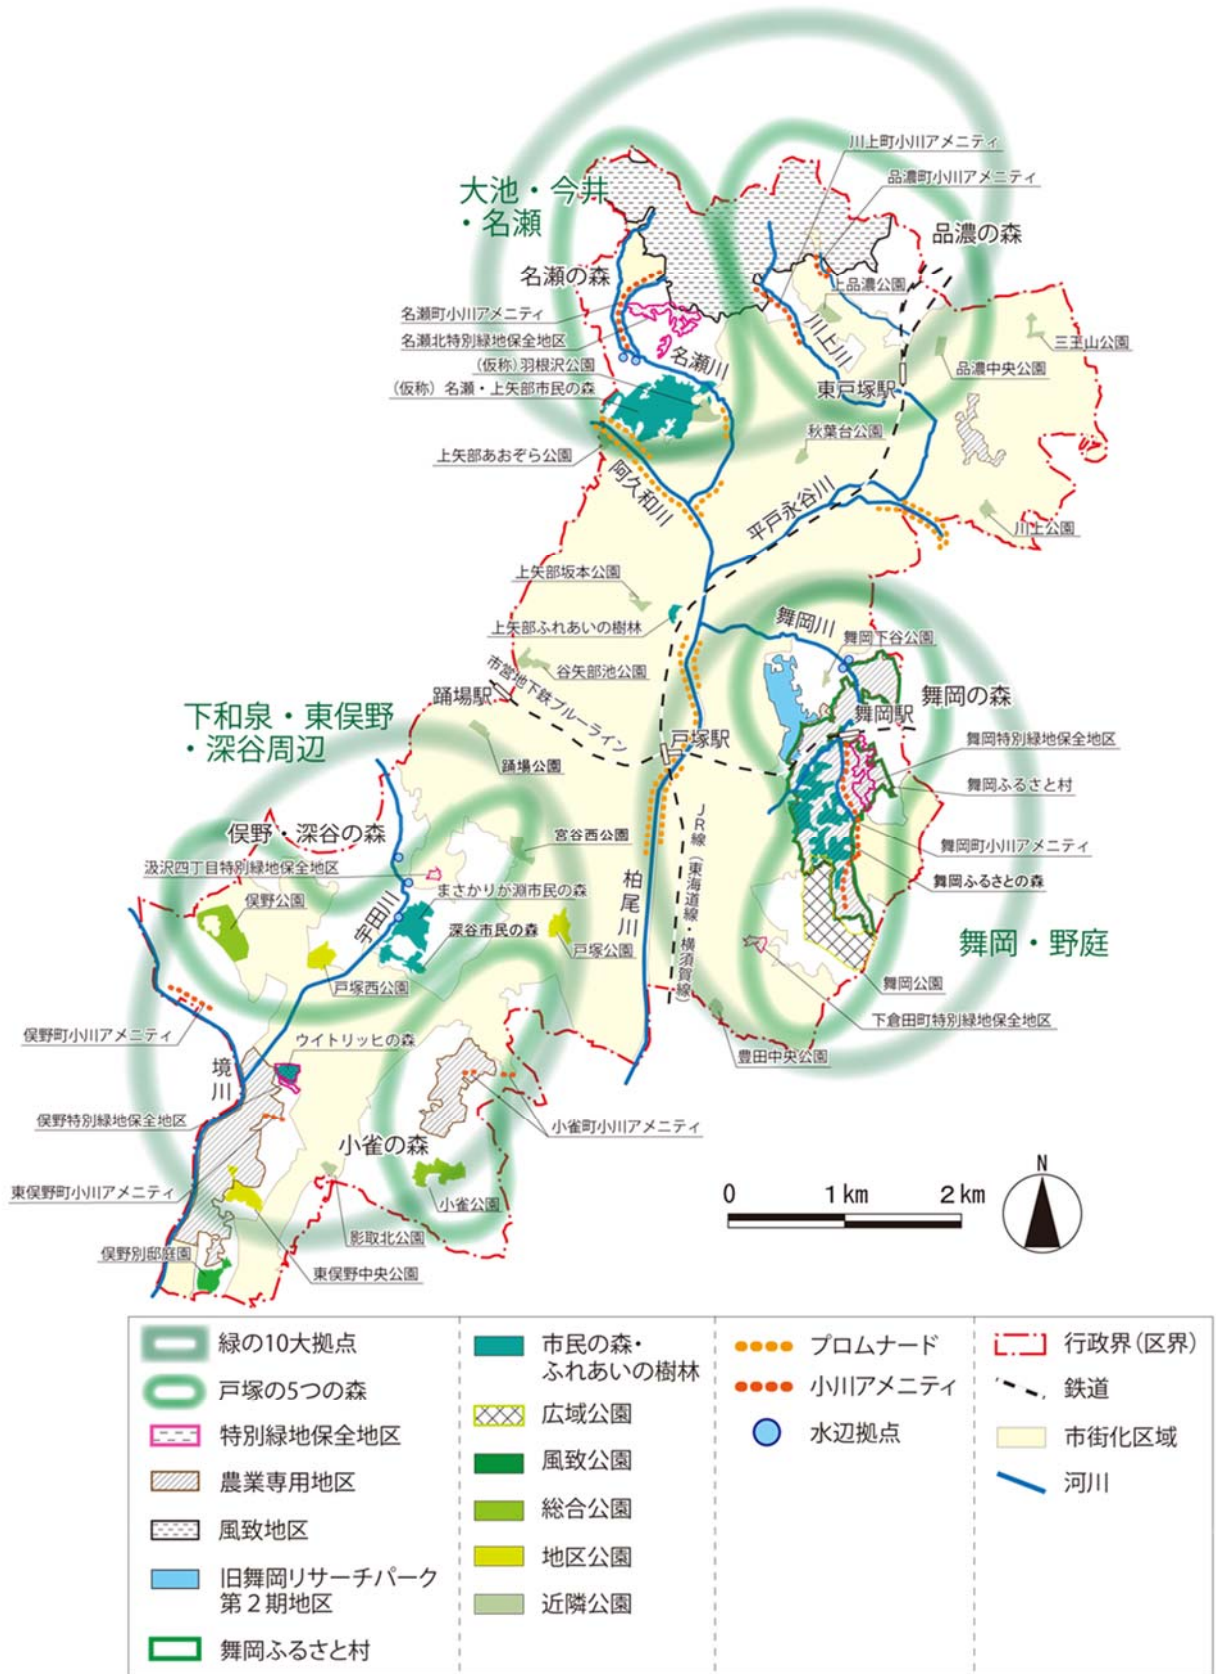 川上町小川アメニティ
品濃町小川アメニティ
大池・今井
・名瀬
品濃の森
名瀬の森
上品濃公園
名瀬町小川アメニティ
名瀬北特別緑地保全地区
川上川
三王山公園
名瀬川
(仮称)羽根沢公園
品濃中央公園
(仮称)名瀬・上矢部市民の森
東戸塚駅
秋葉台公園
上矢部あおぞら公園
阿久和川
平戸永谷川
川上公園
上矢部坂本公園
上矢部ふれあいの樹林
舞岡川
舞岡下谷公園
谷矢部池公園
市営地下鉄ブルーライン
踊場駅
舞岡の森
下和泉・東俣野
・深谷周辺
舞岡駅
戸塚駅
舞岡特別緑地保全地区
踊場公園
舞岡ふるさと村
JR線(東海道線・横須賀線)
俣野・深谷の森
宮谷西公園
舞岡町小川アメニティ
汲沢四丁目特別緑地保全地区
まさかりが淵市民の森
柏尾川
舞岡ふるさとの森
俣野公園
宇田川
深谷市民の森
戸塚公園
舞岡・野庭
戸塚西公園
舞岡公園
下倉田町特別緑地保全地区
俣野町小川アメニティ
ウイトリッヒの森
豊田中央公園
境川
俣野特別緑地保全地区
小雀町小川アメニティ
小雀の森
東俣野町小川アメニティ
小雀公園
影取北公園
俣野別邸庭園
東俣野中央公園
N
0 1km 2km
緑の10大拠点
戸塚の5つの森
特別緑地保全地区
農業専用地区
風致地区
旧舞岡リサーチパーク
第2期地区
舞岡ふるさと村
市民の森・
ふれあいの樹林
広域公園
風致公園
総合公園
地区公園
近隣公園
プロムナード
小川アメニティ
水辺拠点
行政界(区界)
鉄道
市街化区域
河川